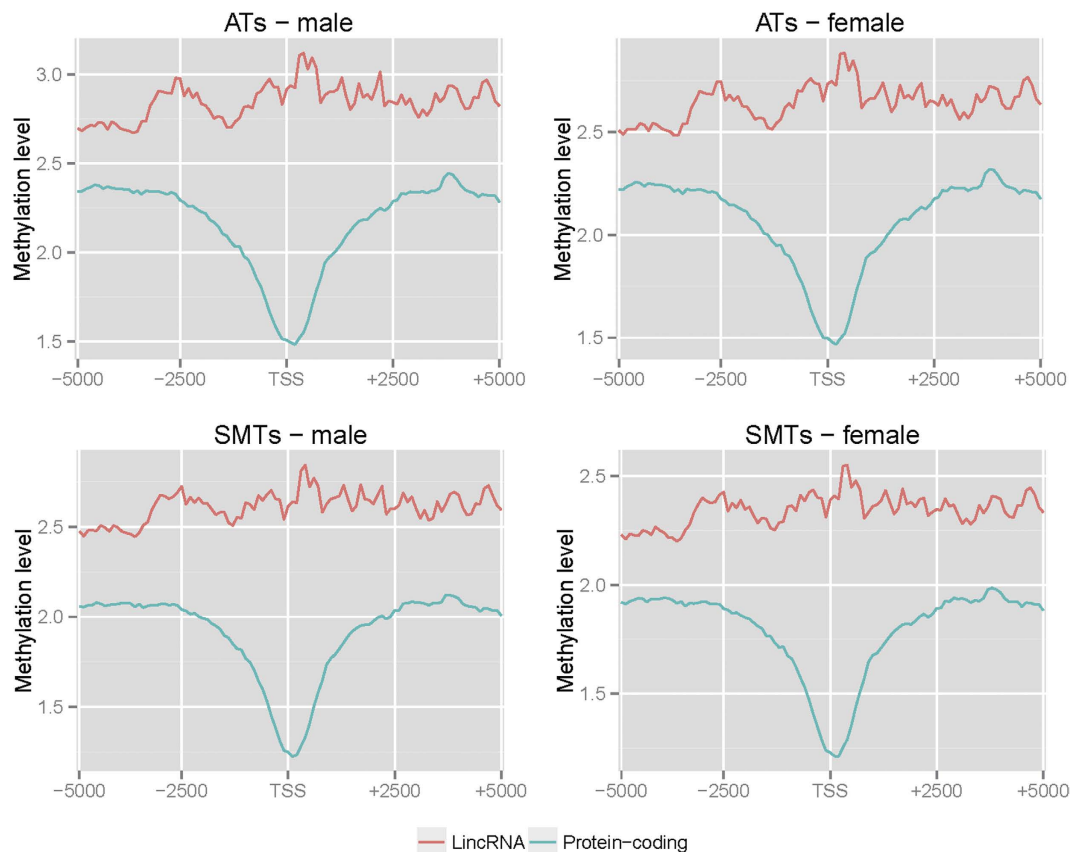 ATs − male
ATs − female
Methylation level
3.0
2.5
2.0
1.5
−5000
−2500
TSS
+2500
+5000
Methylation level
2.5
2.0
1.5
−5000
−2500
TSS
+2500
+5000
SMTs − male
SMTs − female
Methylation level
2.5
2.0
1.5
−5000
−2500
TSS
+2500
+5000
Methylation level
2.5
2.0
1.5
−5000
−2500
TSS
+2500
+5000
LincRNA
Protein−coding